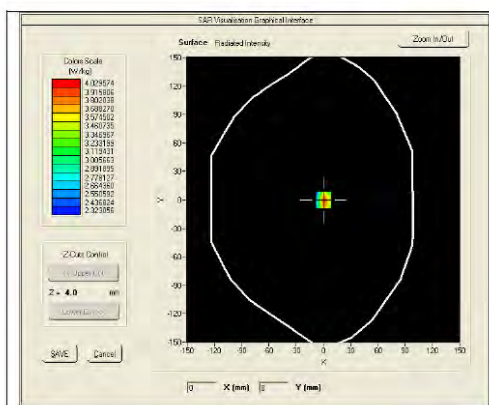 SAR Visualisation Graphical Interface
Surface Radiated Intensity
Zoom In/Out
Colors Scale
(W/kg)
4.029574
3.915906
3.802038
3.688270
3.574502
3.460735
3.346967
3.233199
3.119431
3.005663
2.891895
2.778127
2.664360
2.550592
2.436824
2.323056
150
120
90
60
30
0
-30
-60
-90
-120
-150
Y
-150 -120 -90 -60 -30 0 30 60 90 120 150
X
Z Cuts Control
Z = 4.0 mm
SAVE Cancel
0 X (mm) 0 Y (mm)